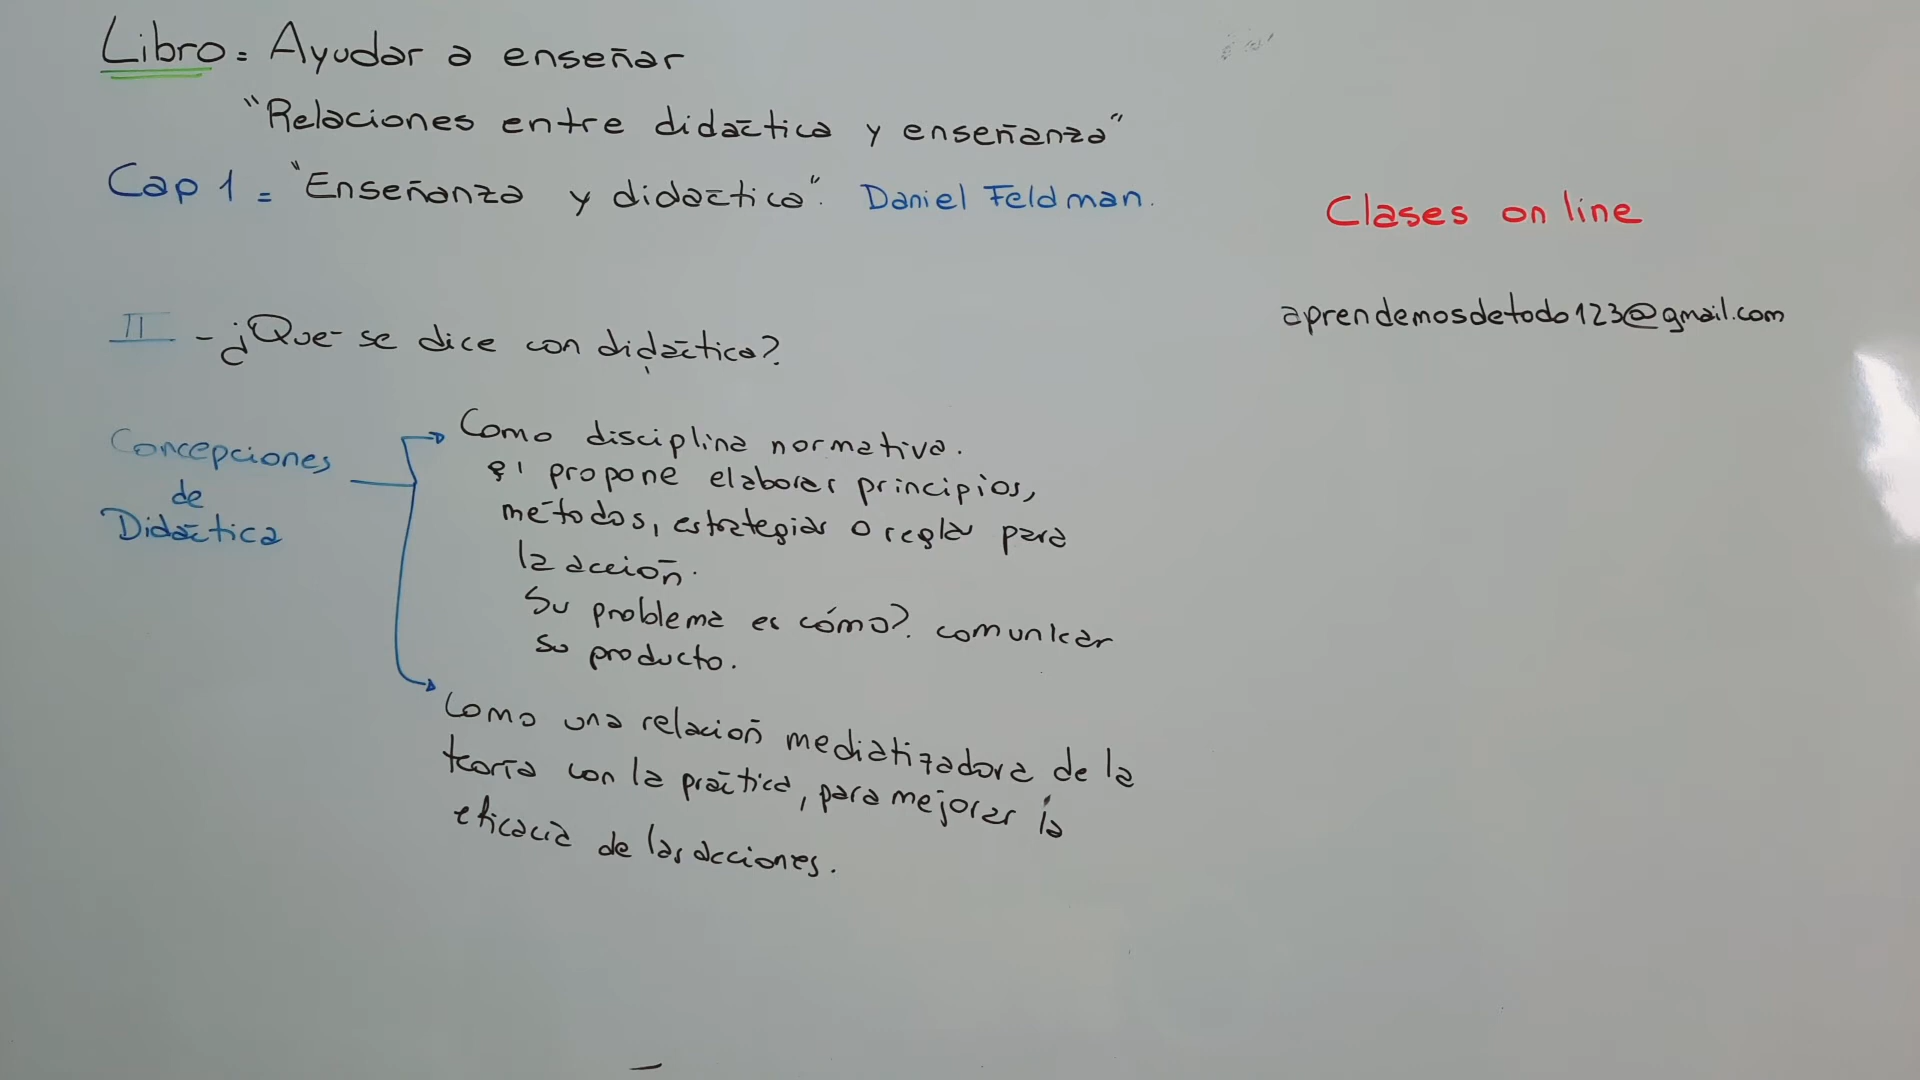 Libro = Ayudar a enseñar
"Relaciones entre didáctica y enseñanza"
Cap 1 = "Enseñanza y didáctica". Daniel Feldman.
Clases on line
aprendemosdetodo123@gmail.com
II - ¿Qué se dice con didáctica?
Concepciones
de
Didáctica
Como disciplina normativa.
propone elaborar principios,
métodos, estrategias o reglas para
la acción.
Su problema es cómo? comunicar
su producto.
Como una relación mediatizadora de la
teoría con la práctica, para mejorar la
eficacia de las acciones.